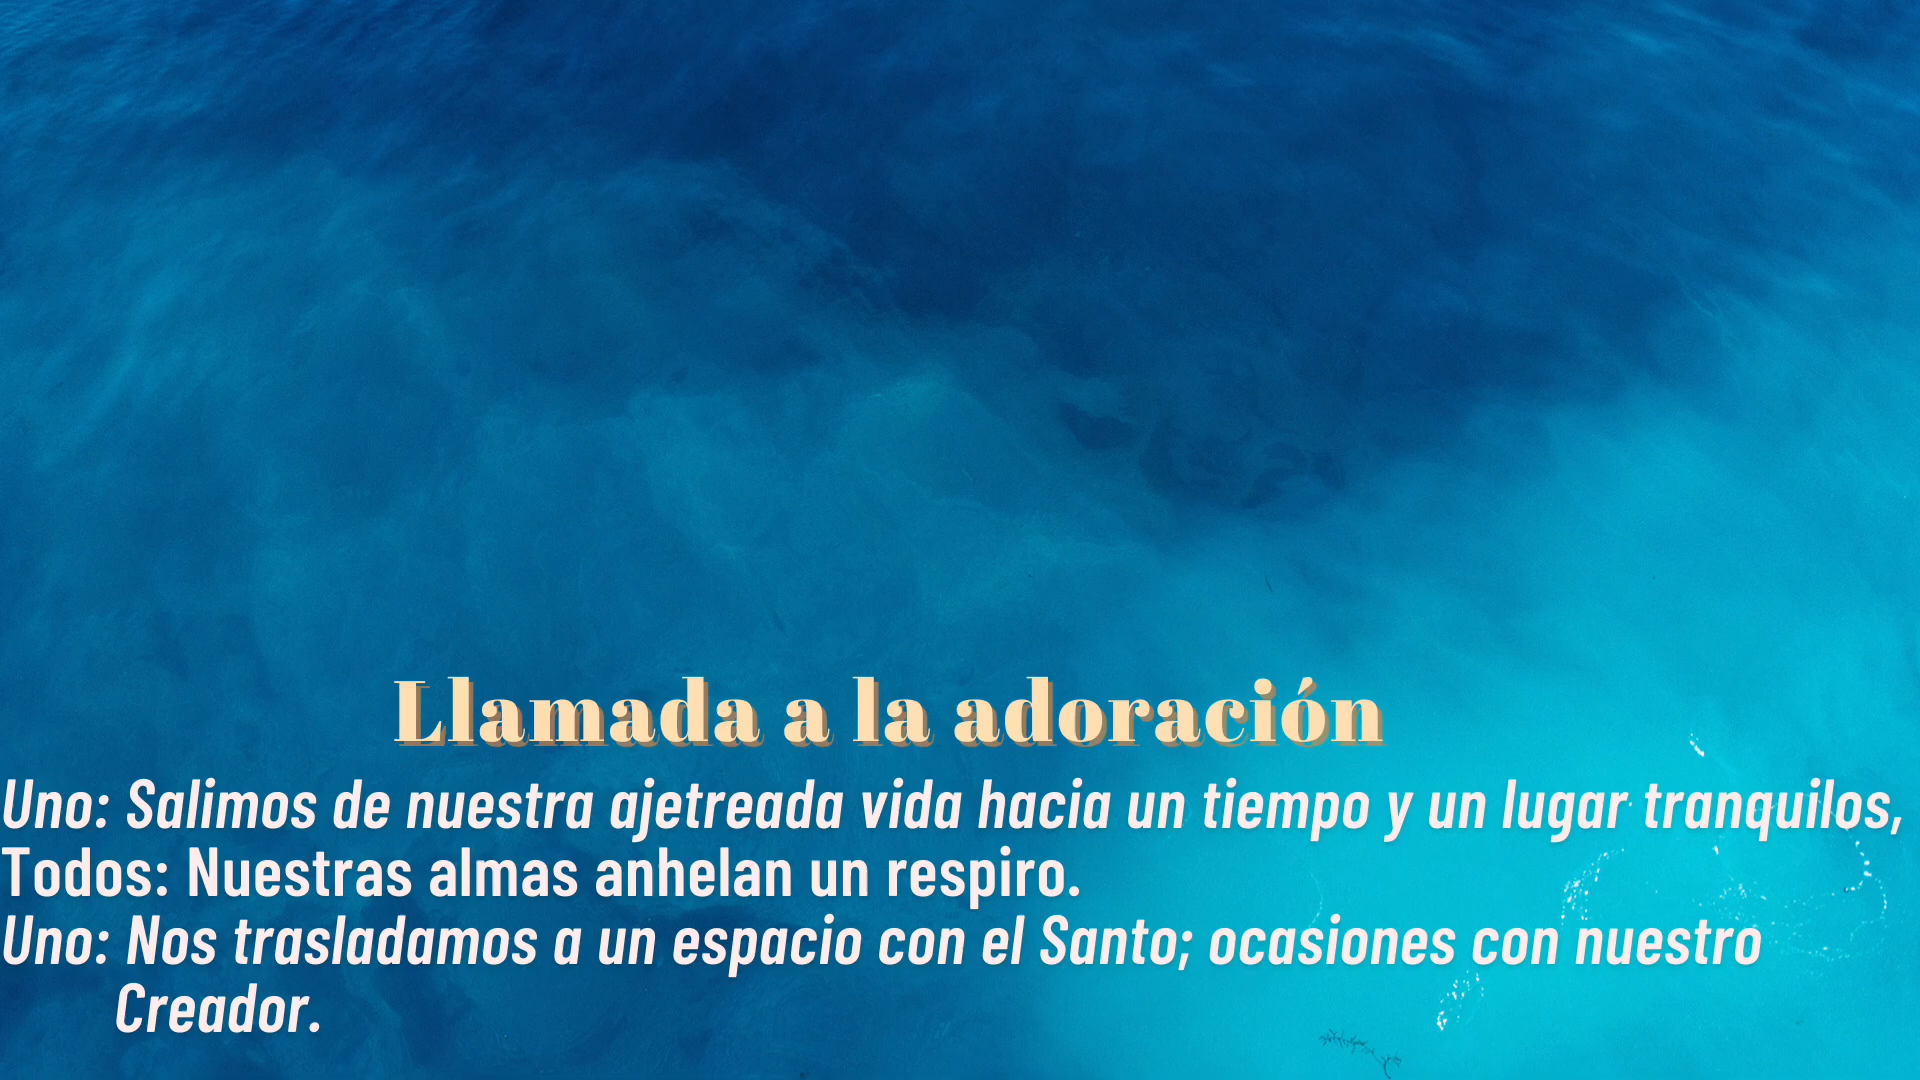 Llamada a la adoración
Uno: Salimos de nuestra ajetreada vida hacia un tiempo y un lugar tranquilos,
Todos: Nuestras almas anhelan un respiro.
Uno: Nos trasladamos a un espacio con el Santo; ocasiones con nuestro
Creador.